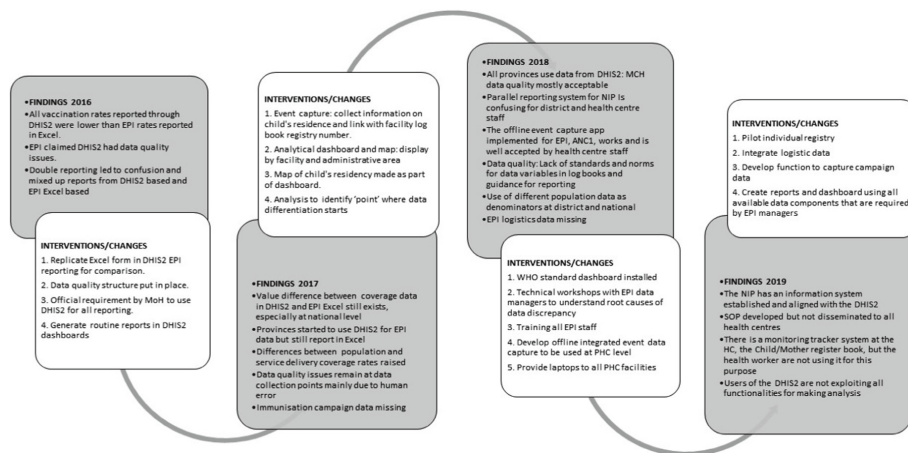 •FINDINGS 2016
•All vaccination rates reported through
DHIS2 were lower than EPI rates reported
in Excel.
•EPI claimed DHIS2 had data quality
issues.
•Double reporting led to confusion and
mixed up reports from DHIS2 based and
EPI Excel based
INTERVENTIONS/CHANGES
1. Replicate Excel form in DHIS2 EPI
reporting for comparison.
2. Data quality structure put in place.
3. Official requirement by MoH to use
DHIS2 for all reporting.
4. Generate routine reports in DHIS2
dashboards
INTERVENTIONS/CHANGES
1. Event capture: collect information on
child's residence and link with facility log
book registry number.
2. Analytical dashboard and map: display
by facility and administrative area
3. Map of child's residency made as part
of dashboard.
4. Analysis to identify 'point' where data
differentiation starts
•FINDINGS 2017
•Value difference between coverage data
in DHIS2 and EPI Excel still exists,
especially at national level
•Provinces started to use DHIS2 for EPI
data but still report in Excel
•Differences between population and
service delivery coverage rates raised
•Data quality issues remain at data
collection points mainly due to human
error
•Immunisation campaign data missing
•FINDINGS 2018
•All provinces use data from DHIS2: MCH
data quality mostly acceptable
•Parallel reporting system for NIP is
confusing for district and health centre
staff
•The offline event capture app
implemented for EPI, ANC1, works and is
well accepted by health centre staff
•Data quality: Lack of standards and norms
for data variables in log books and
guidance for reporting
•Use of different population data as
denominators at district and national
•EPI logistics data missing
INTERVENTIONS/CHANGES
1. WHO standard dashboard installed
2. Technical workshops with EPI data
managers to understand root causes of
data discrepancy
3. Training all EPI staff
4. Develop offline integrated event data
capture to be used at PHC level
5. Provide laptops to all PHC facilities
INTERVENTIONS/CHANGES
1. Pilot individual registry
2. Integrate logistic data
3. Develop function to capture campaign
data
4. Create reports and dashboard using all
available data components that are required
by EPI managers
•FINDINGS 2019
•The NIP has an information system
established and aligned with the DHIS2
•SOP developed but not disseminated to all
health centres
•There is a monitoring tracker system at the
HC, the Child/Mother register book, but the
health worker are not using it for this
purpose
•Users of the DHIS2 are not exploiting all
functionalities for making analysis